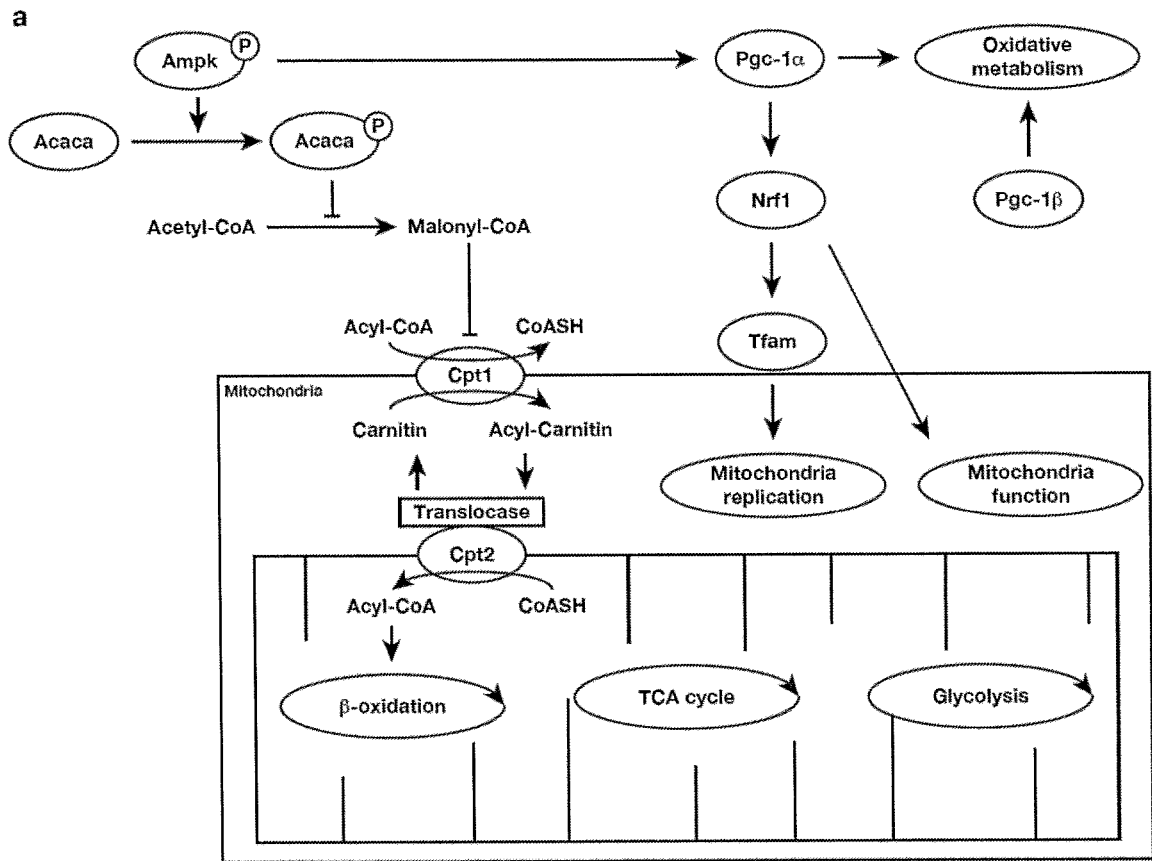 a
Ampk
P
Pgc-1α
Oxidative
metabolism
Acaca
Acaca
P
Nrf1
Pgc-1β
Acetyl-CoA
Malonyl-CoA
Acyl-CoA
CoASH
Tfam
Cpt1
Mitochondria
Carnitin
Acyl-Carnitin
Mitochondria
replication
Mitochondria
function
Translocase
Cpt2
Acyl-CoA
CoASH
β-oxidation
TCA cycle
Glycolysis